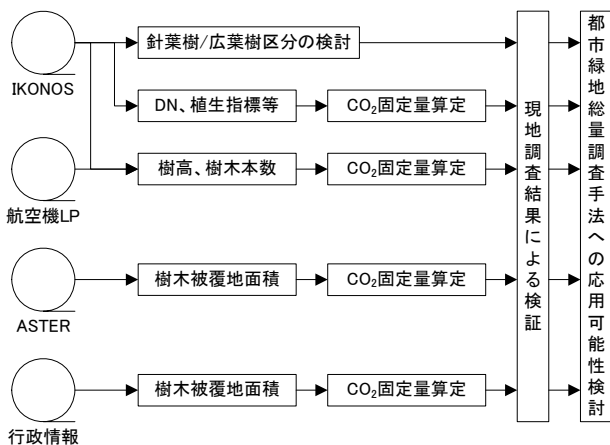 IKONOS
針葉樹/広葉樹区分の検討
DN、植生指標等
CO₂固定量算定
航空機LP
樹高、樹木本数
CO₂固定量算定
ASTER
樹木被覆地面積
CO₂固定量算定
行政情報
樹木被覆地面積
CO₂固定量算定
現地調査結果による検証
都市緑地総量調査手法への応用可能性検討